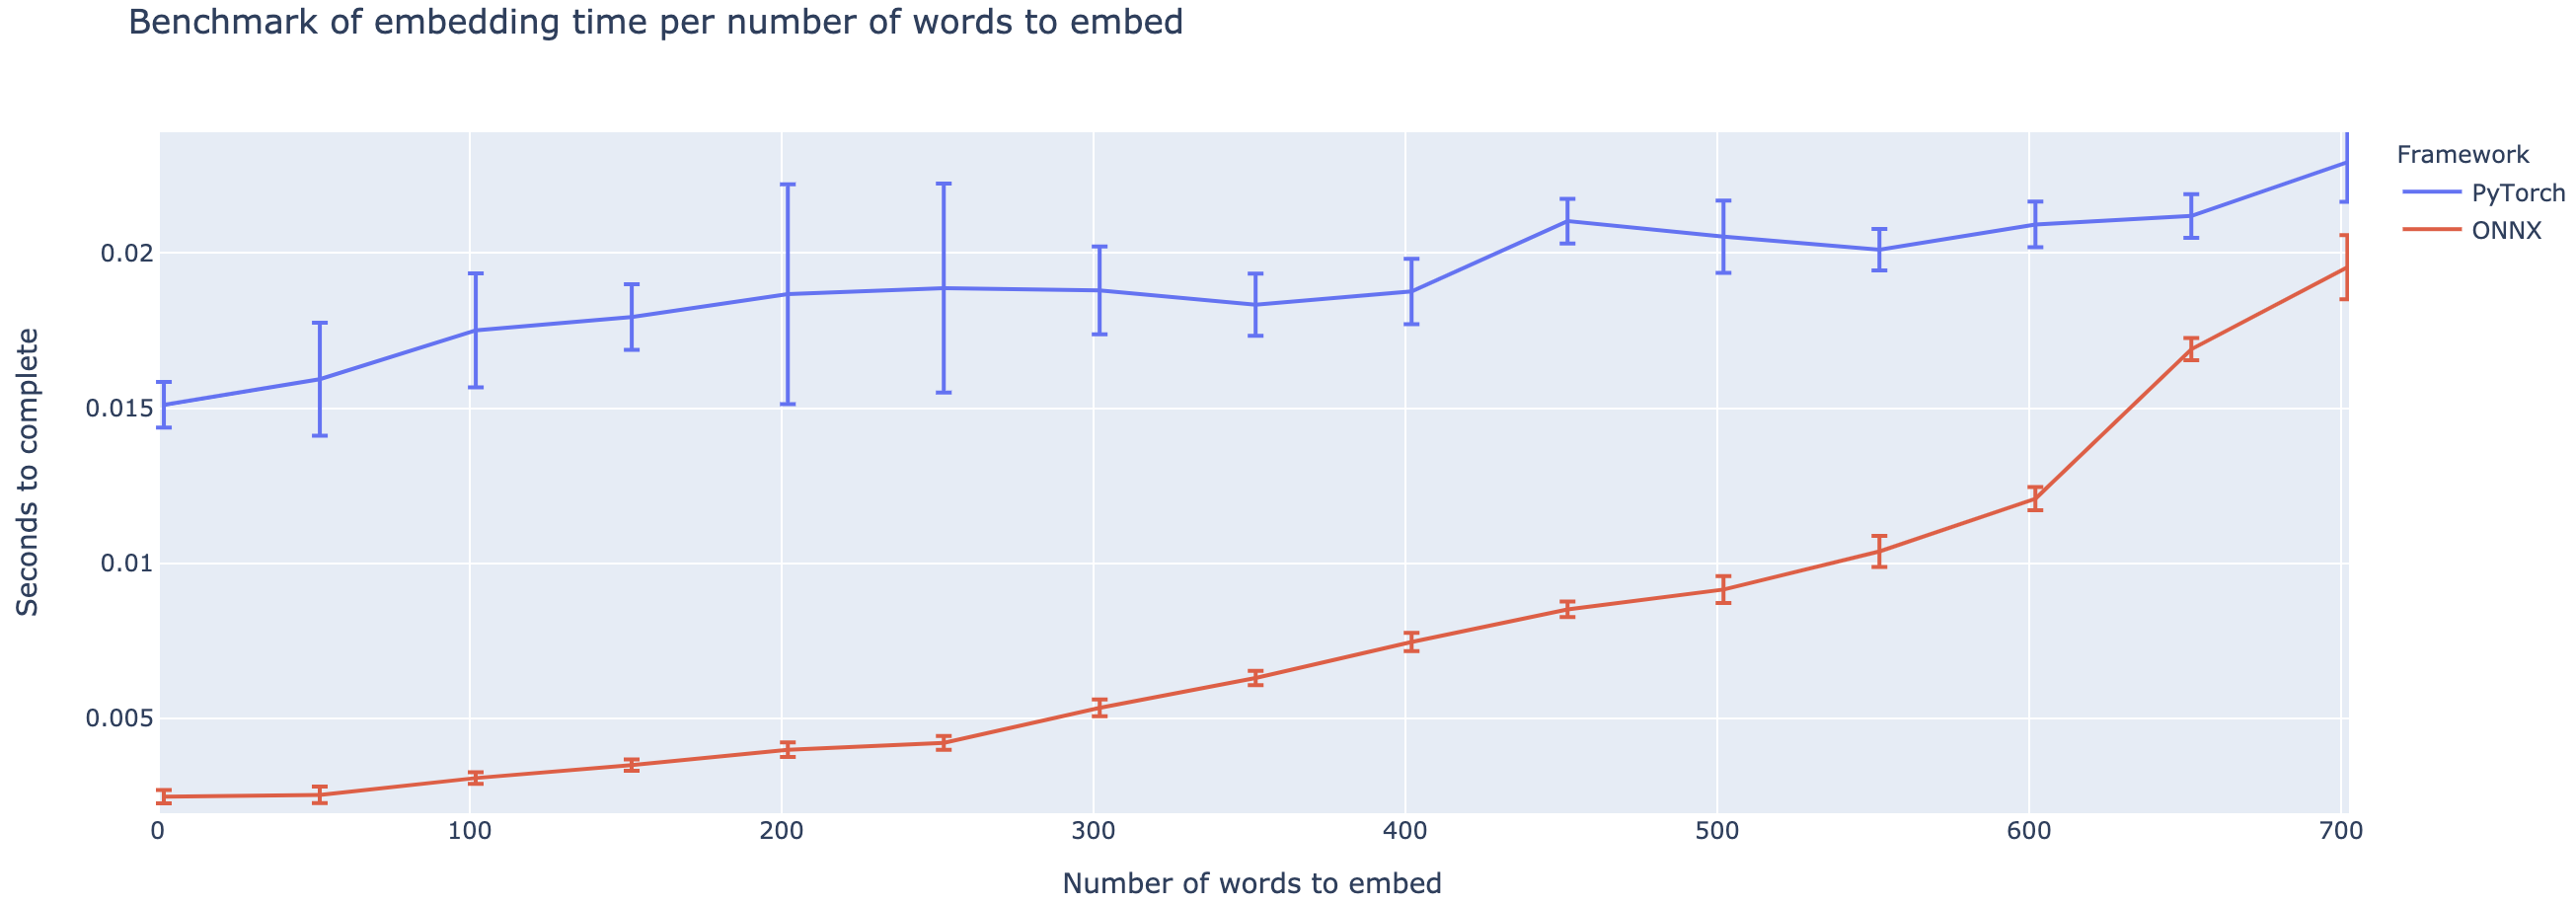 Benchmark of embedding time per number of words to embed
Framework
PyTorch
ONNX
Seconds to complete
0.02
0.015
0.01
0.005
0 100 200 300 400 500 600 700
Number of words to embed